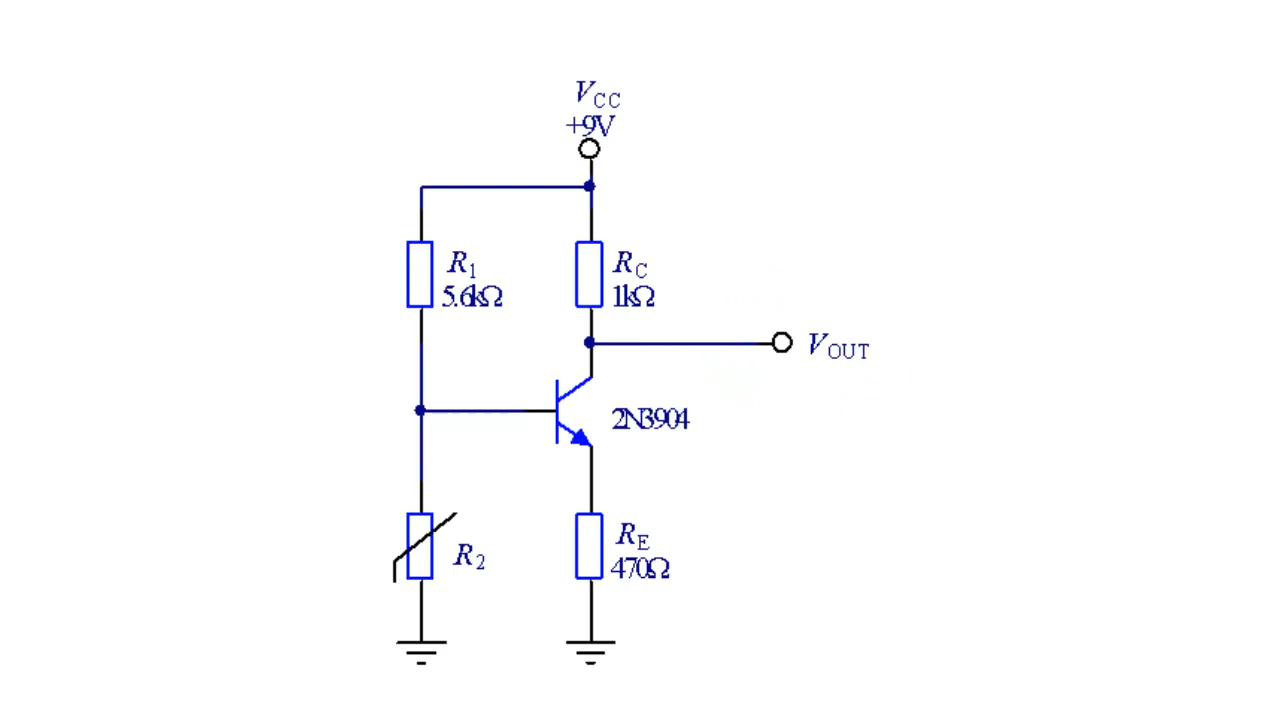 VCC
+9V
R1
5.6kΩ
RC
1kΩ
VOUT
2N3904
R2
RE
470Ω